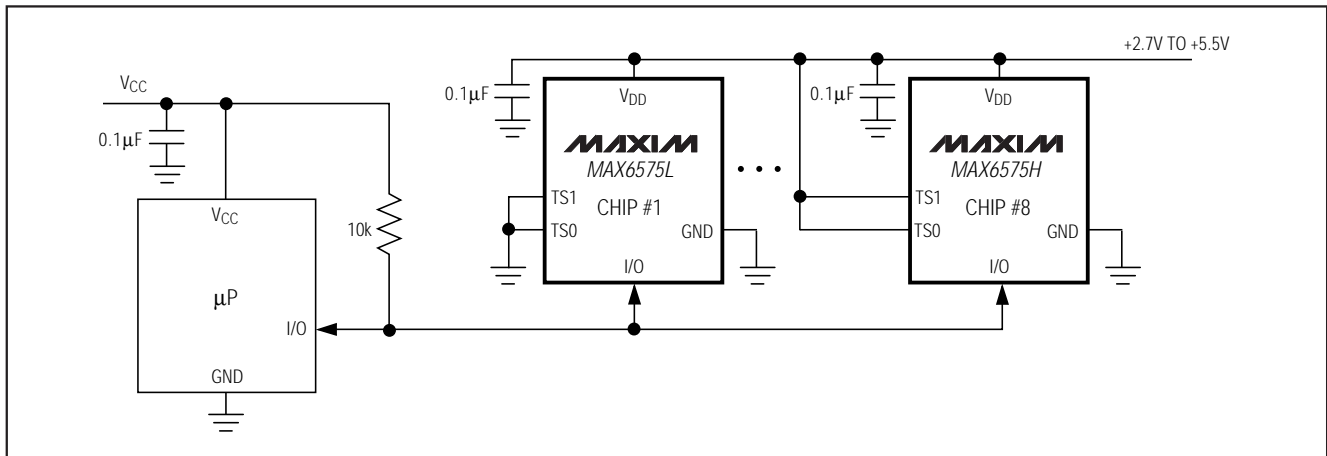 +2.7V TO +5.5V
VCC
0.1μF
0.1μF
0.1μF
VDD
VDD
MAXIM
MAX6575L
MAXIM
MAX6575H
• • •
VCC
10k
TS1
CHIP #1
TS0
GND
I/O
TS1
CHIP #8
TS0
GND
I/O
μP
I/O
GND